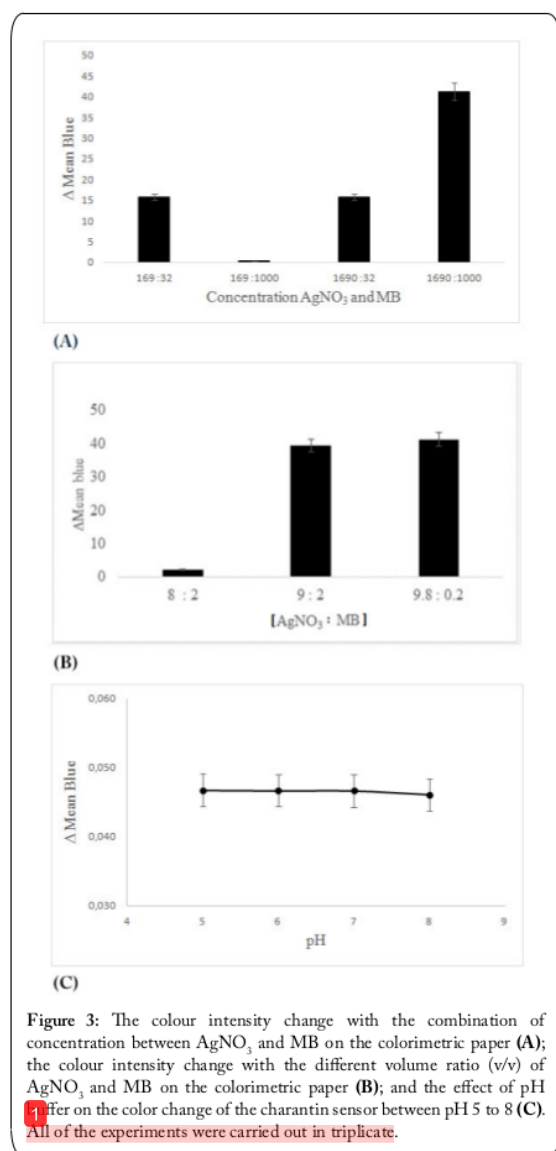 50
45
40
35
30
25
20
15
10
5
0
Δ Mean Blue
169:32 169:1000 1690:32 1690:1000
Concentration AgNO₃ and MB
(A)
50
40
30
20
10
0
ΔMean blue
8 : 2 9 : 2 9.8 : 0.2
[AgNO₃ : MB]
(B)
0,060
0,050
0,040
0,030
Δ Mean Blue
4 5 6 7 8 9
pH
(C)
Figure 3: The colour intensity change with the combination of
concentration between AgNO₃ and MB on the colorimetric paper (A);
the colour intensity change with the different volume ratio (v/v) of
AgNO₃ and MB on the colorimetric paper (B); and the effect of pH
1
buffer on the color change of the charantin sensor between pH 5 to 8 (C).
All of the experiments were carried out in triplicate.